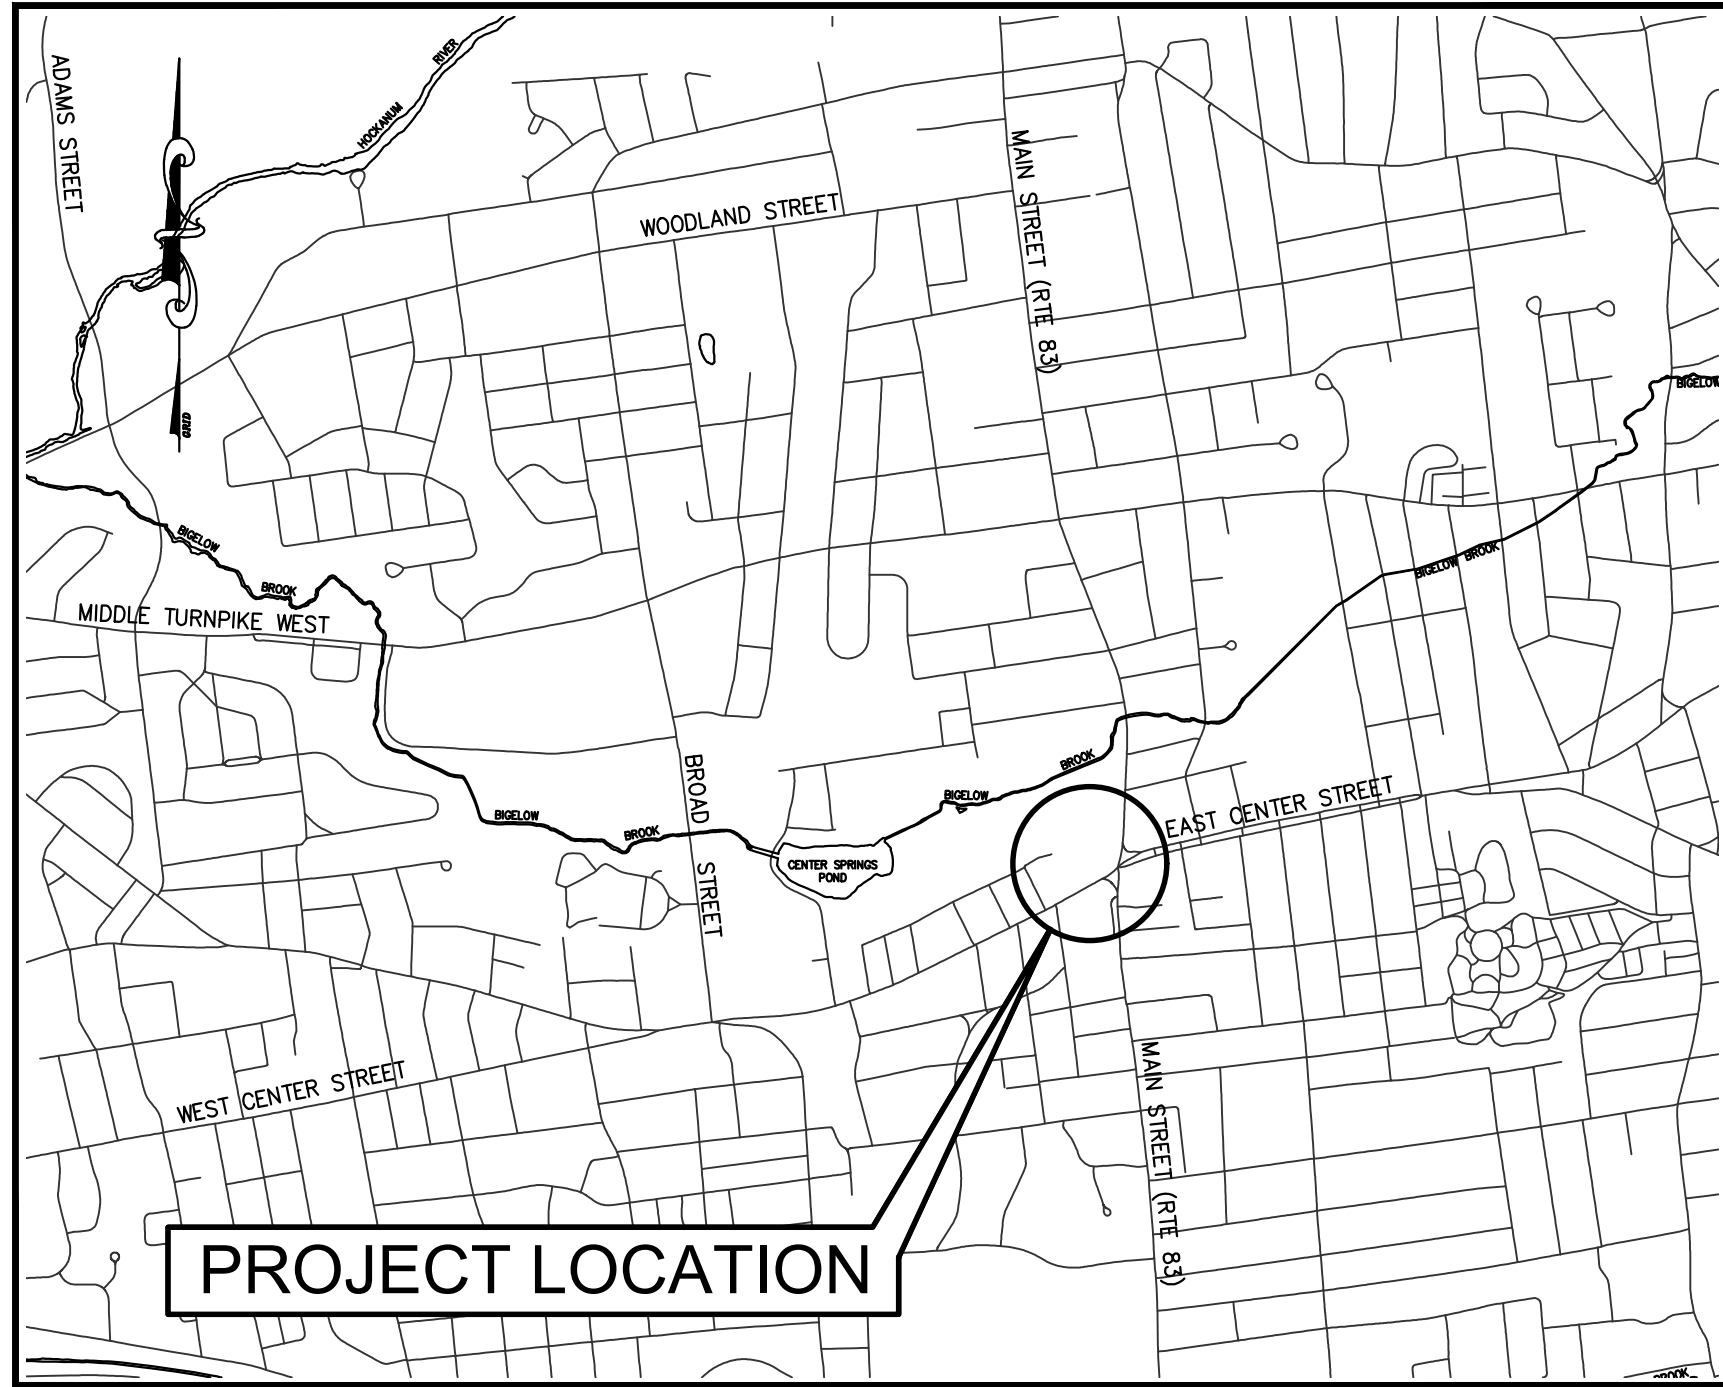 RIVER
ADAMS STREET
HOCKANUM
MAIN STREET (RTE 83)
WOODLAND STREET
BIGELOW
GRID
BIGELOW
BROOK
BIGELOW BROOK
MIDDLE TURNPIKE WEST
BROAD STREET
BROOK
EAST CENTER STREET
BIGELOW
BIGELOW
BROOK
CENTER SPRINGS
POND
WEST CENTER STREET
MAIN STREET (RTE 83)
PROJECT LOCATION
BROOK